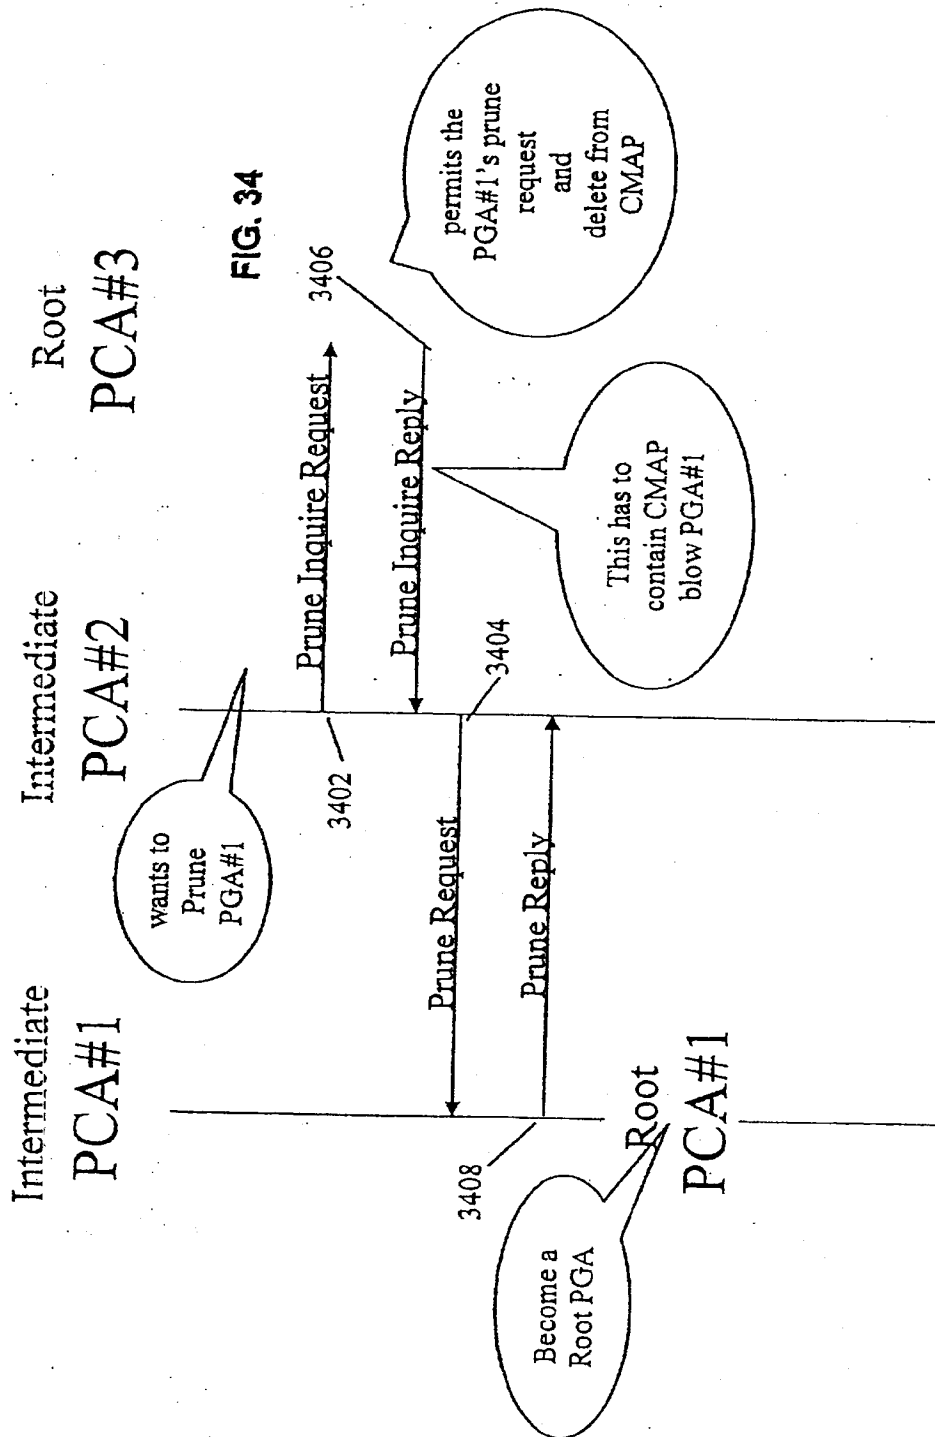 Intermediate
PCA#1
Intermediate
PCA#2
Root
PCA#3
FIG. 34
wants to
Prune
PGA#1
3402
Prune Inquire Request
3406
Prune Inquire Reply
permits the
PGA#1's prune
request
and
delete from
CMAP
This has to
contain CMAP
blow PGA#1
3404
Prune Request
Prune Reply
3408
Become a
Root PGA
Root
PCA#1